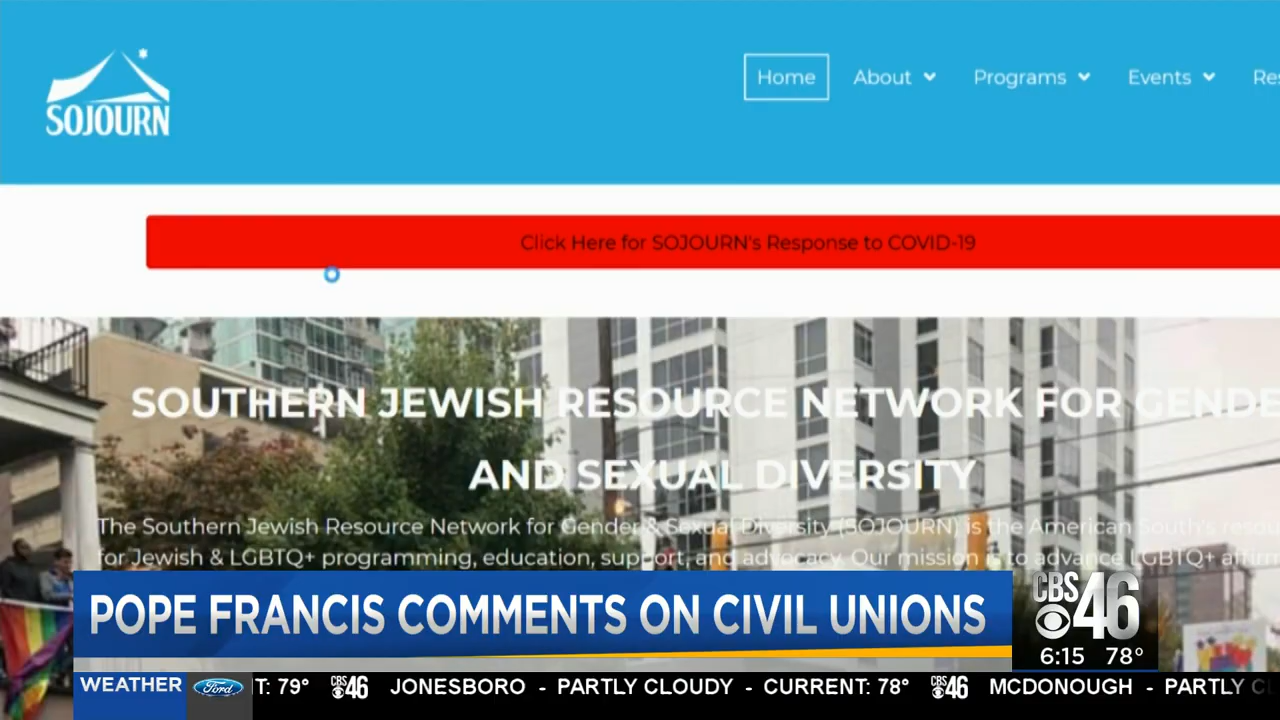 SOJOURN
Home About Programs Events
Click Here for SOJOURN's Response to COVID-19
SOUTHERN JEWISH RESOURCE NETWORK FOR GENDE
AND SEXUAL DIVERSITY
The Southern Jewish Resource Network for Gender & Sexual Diversity (SOJOURN) is the American South's
for Jewish & LGBTQ+ programming, education, support, and advocacy. Our mission is to advance LGBTQ+
POPE FRANCIS COMMENTS ON CIVIL UNIONS
CBS 46
6:15 78°
WEATHER Ford T: 79° CBS 46 JONESBORO - PARTLY CLOUDY - CURRENT: 78° CBS 46 MCDONOUGH - PARTLY